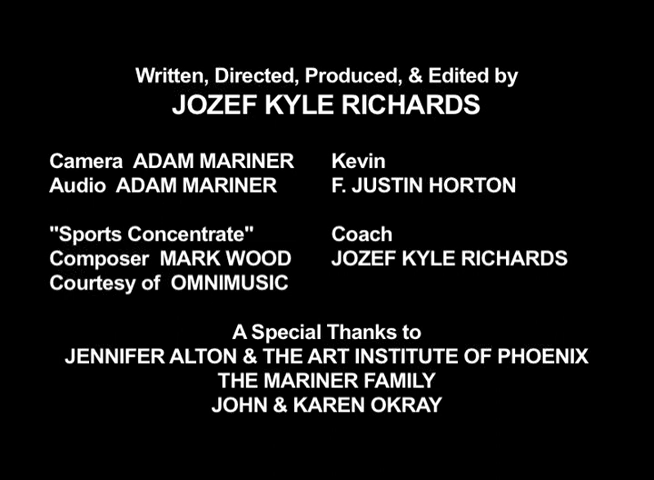 Written, Directed, Produced, & Edited by
JOZEF KYLE RICHARDS
Camera ADAM MARINER
Audio ADAM MARINER
Kevin
F. JUSTIN HORTON
"Sports Concentrate"
Composer MARK WOOD
Courtesy of OMNIMUSIC
Coach
JOZEF KYLE RICHARDS
A Special Thanks to
JENNIFER ALTON & THE ART INSTITUTE OF PHOENIX
THE MARINER FAMILY
JOHN & KAREN OKRAY